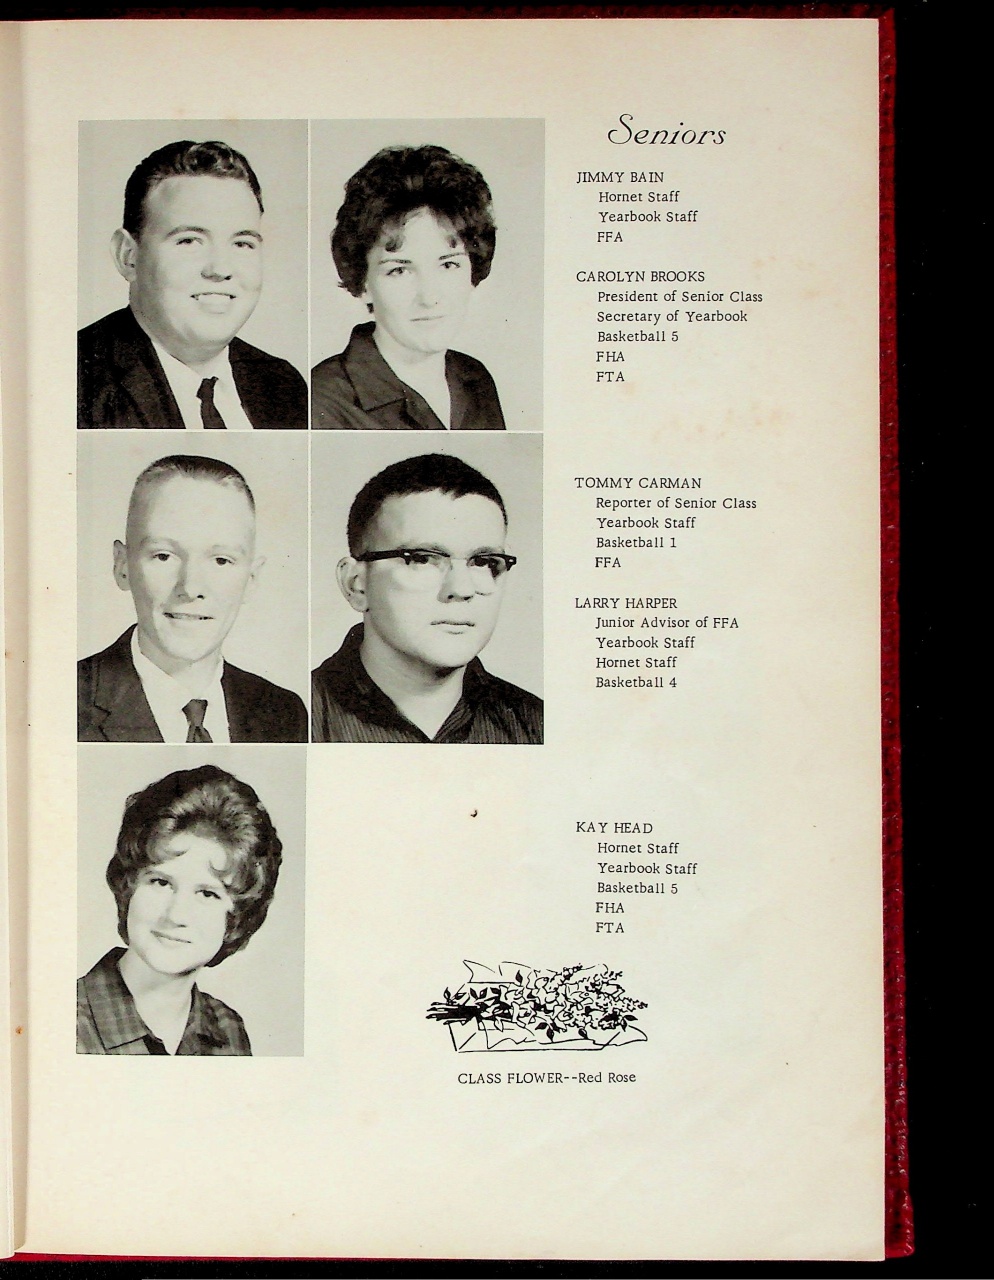 Seniors
JIMMY BAIN
Hornet Staff
Yearbook Staff
FFA
CAROLYN BROOKS
President of Senior Class
Secretary of Yearbook
Basketball 5
FHA
FTA
TOMMY CARMAN
Reporter of Senior Class
Yearbook Staff
Basketball 1
FFA
LARRY HARPER
Junior Advisor of FFA
Yearbook Staff
Hornet Staff
Basketball 4
KAY HEAD
Hornet Staff
Yearbook Staff
Basketball 5
FHA
FTA
CLASS FLOWER--Red Rose